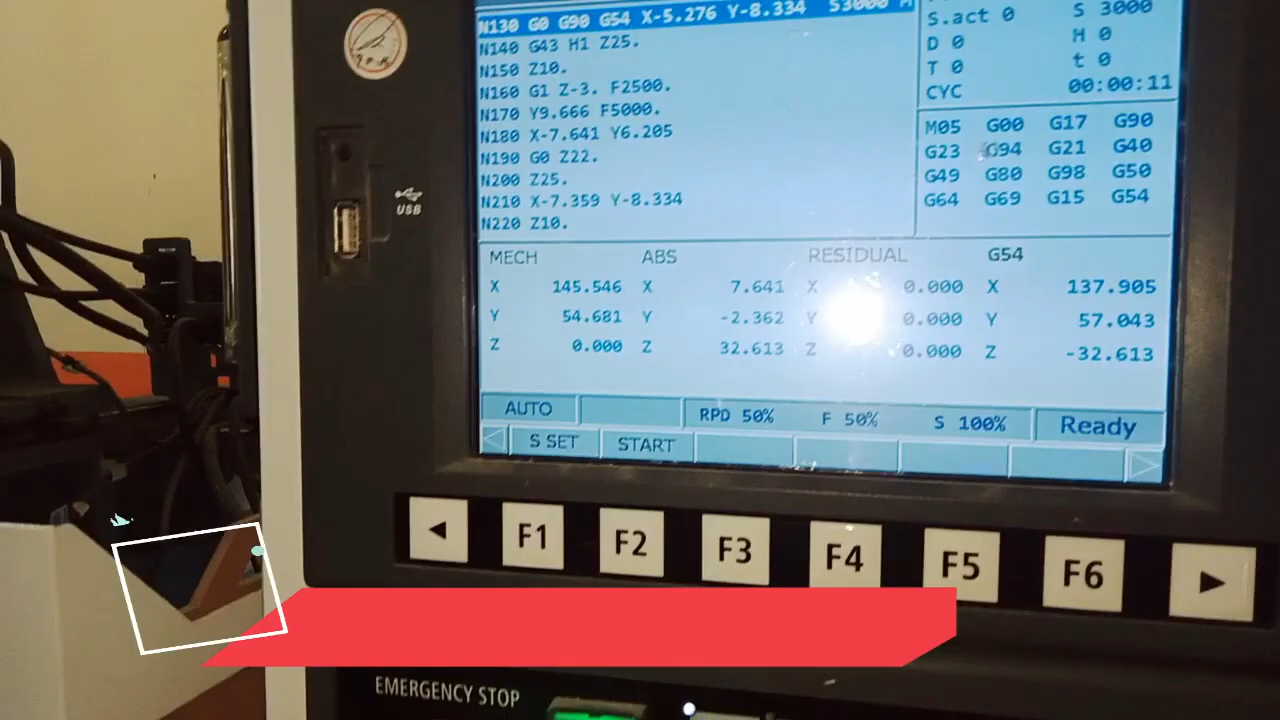 N130 G0 G90 G54 X-5.276 Y-8.334 S3000 M
N140 G43 H1 Z25.
N150 Z10.
N160 G1 Z-3. F2500.
N170 Y9.666 F5000.
N180 X-7.641 Y6.205
N190 G0 Z22.
N200 Z25.
N210 X-7.359 Y-8.334
N220 Z10.
S.act 0 S 3000
D 0 H 0
T 0 t 0
CYC 00:00:11
M05 G00 G17 G90
G23 G94 G21 G40
G49 G80 G98 G50
G64 G69 G15 G54
USB
MECH ABS RESIDUAL G54
X 145.546 X 7.641 X 0.000 X 137.905
Y 54.681 Y -2.362 Y 0.000 Y 57.043
Z 0.000 Z 32.613 Z 0.000 Z -32.613
AUTO RPD 50% F 50% S 100% Ready
S SET START
F1 F2 F3 F4 F5 F6
EMERGENCY STOP